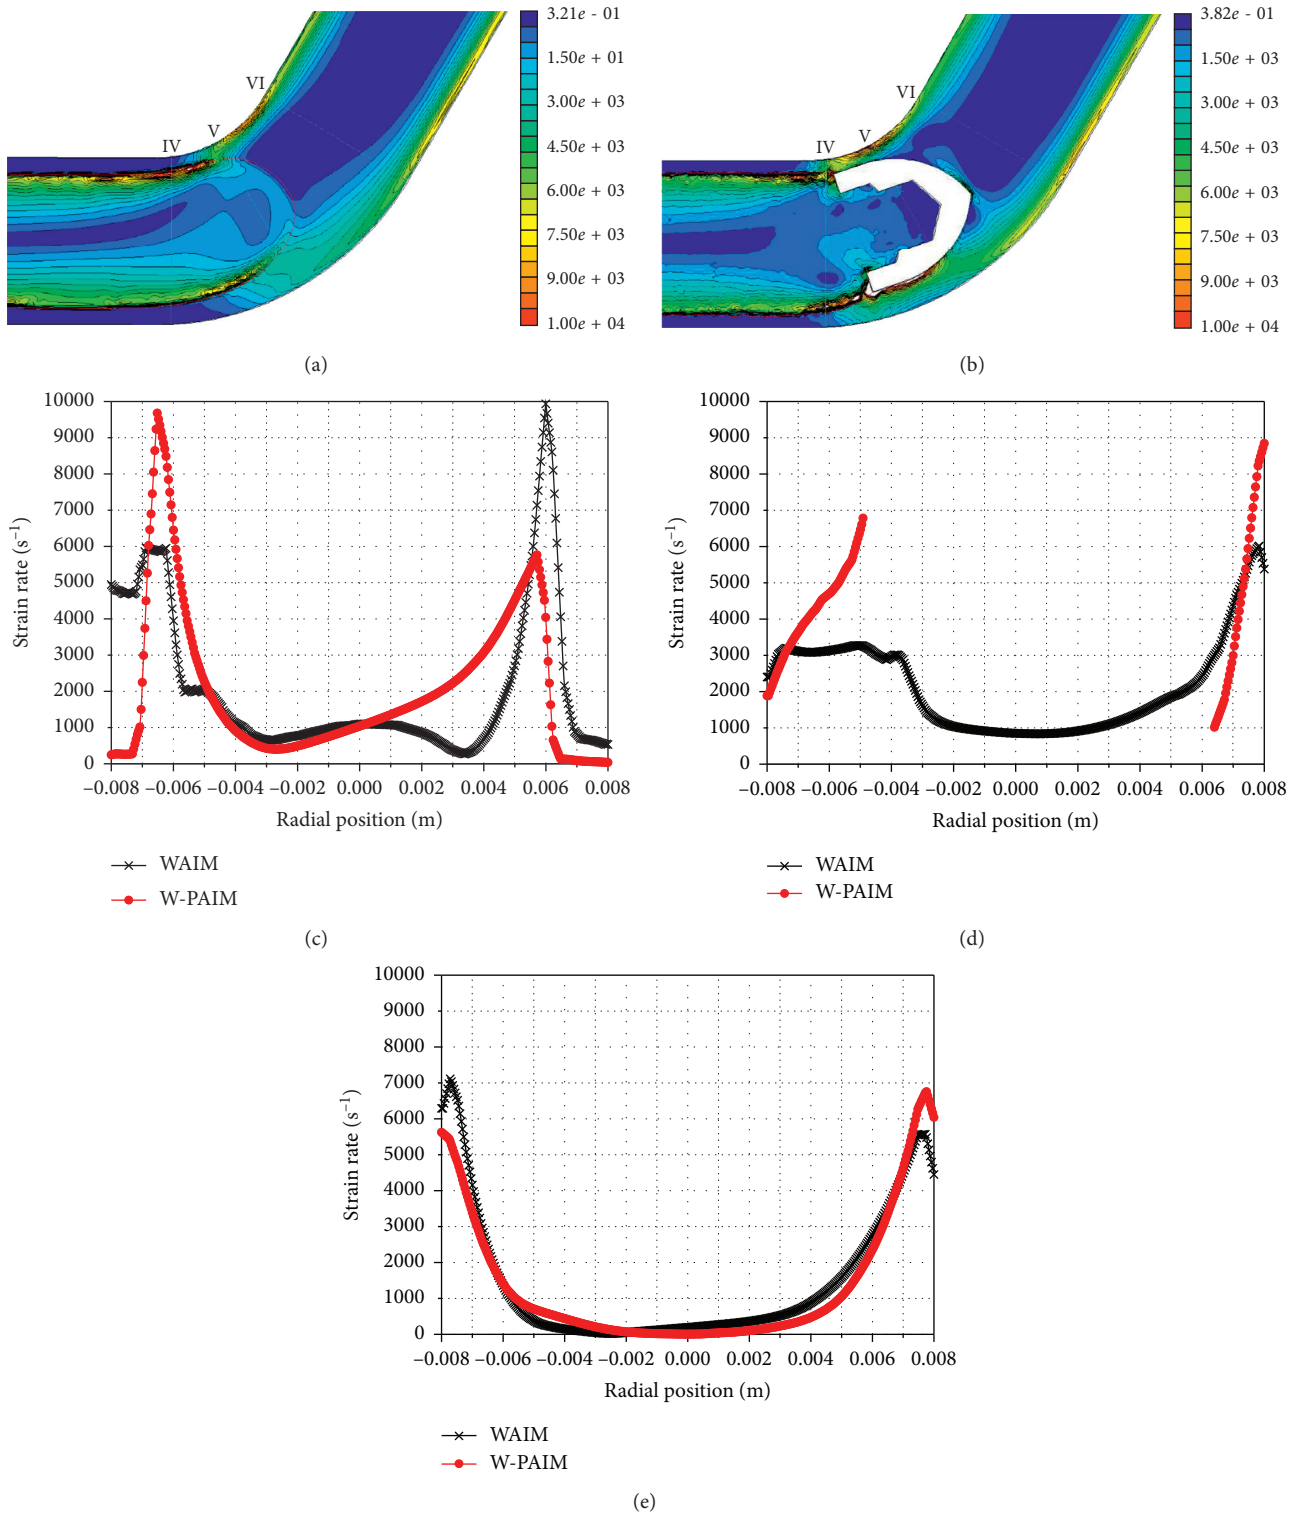 3.21e - 01
1.50e + 01
3.00e + 03
4.50e + 03
6.00e + 03
7.50e + 03
9.00e + 03
1.00e + 04
IV
V
VI
(a)
3.82e - 01
1.50e + 03
3.00e + 03
4.50e + 03
6.00e + 03
7.50e + 03
9.00e + 03
1.00e + 04
IV
V
VI
(b)
10000
9000
8000
7000
6000
5000
4000
3000
2000
1000
0
Strain rate (s⁻¹)
−0.008 −0.006 −0.004 −0.002 0.000 0.002 0.004 0.006 0.008
Radial position (m)
WAIM
W-PAIM
(c)
10000
9000
8000
7000
6000
5000
4000
3000
2000
1000
0
Strain rate (s⁻¹)
−0.008 −0.006 −0.004 −0.002 0.000 0.002 0.004 0.006 0.008
Radial position (m)
WAIM
W-PAIM
(d)
10000
9000
8000
7000
6000
5000
4000
3000
2000
1000
0
Strain rate (s⁻¹)
−0.008 −0.006 −0.004 −0.002 0.000 0.002 0.004 0.006 0.008
Radial position (m)
WAIM
W-PAIM
(e)